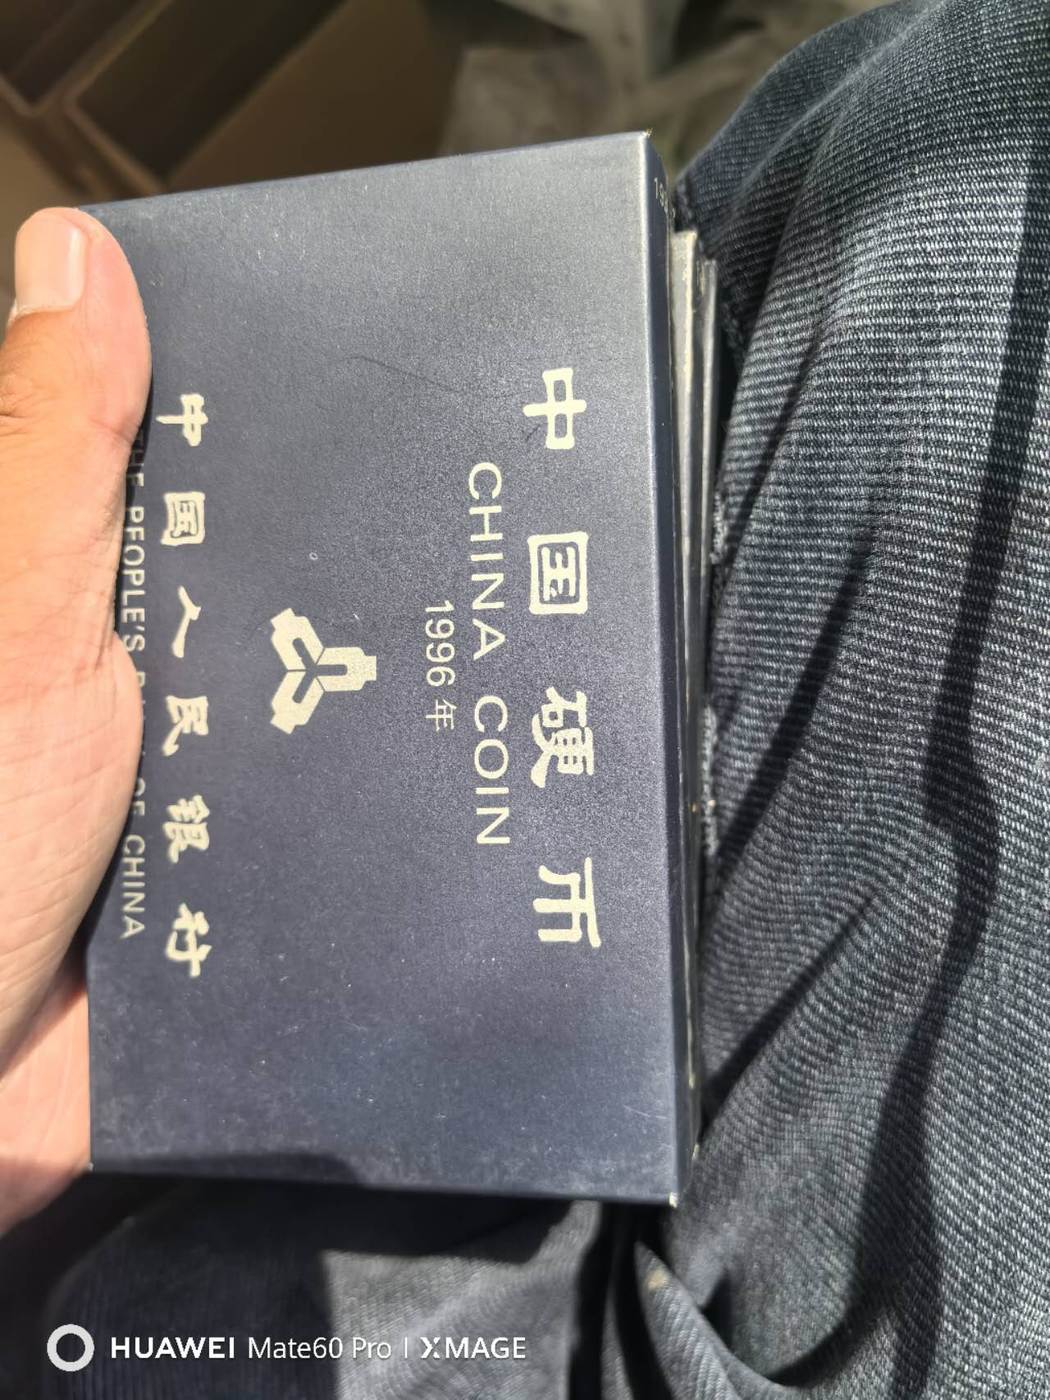 中国硬币
CHINA COIN
1996年
中国人民银行
THE PEOPLE'S BANK OF CHINA
HUAWEI Mate60 Pro | XMAGE